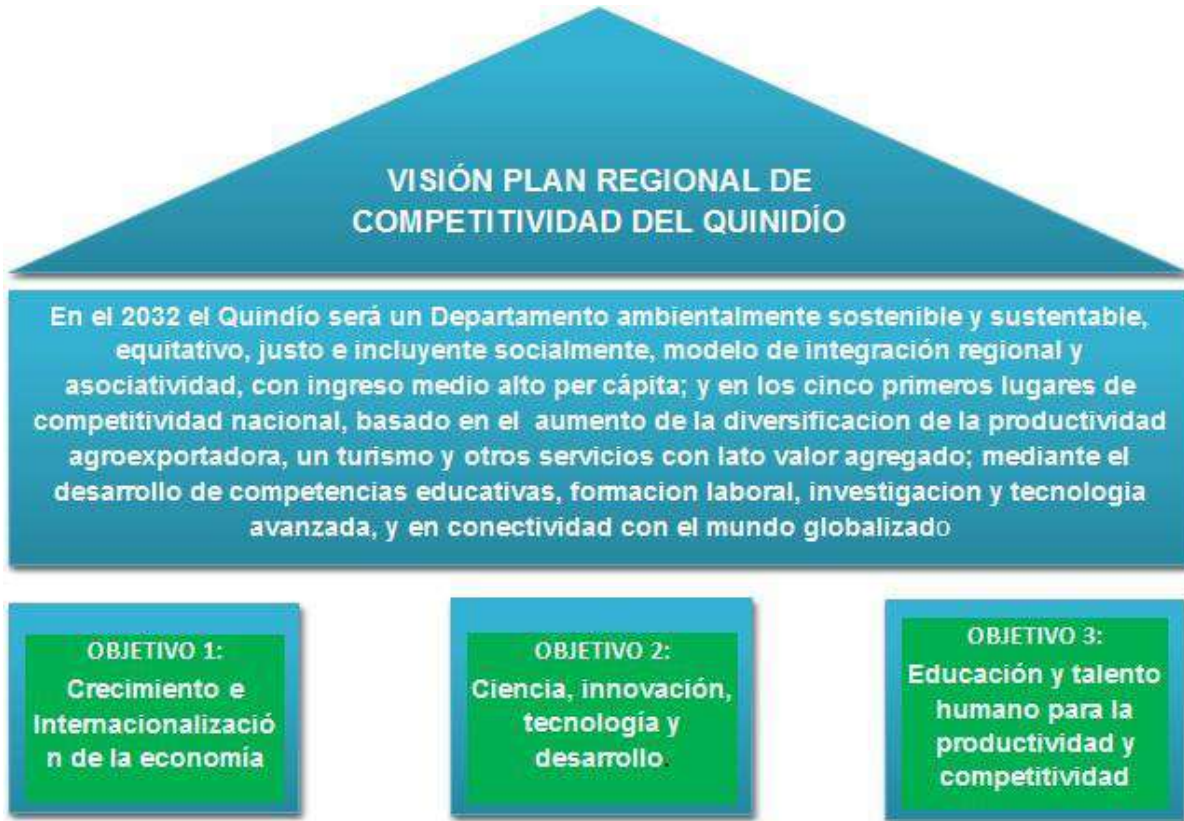 VISIÓN PLAN REGIONAL DE
COMPETITIVIDAD DEL QUINIDÍO
En el 2032 el Quindío será un Departamento ambientalmente sostenible y sustentable,
equitativo, justo e incluyente socialmente, modelo de integración regional y
asociatividad, con ingreso medio alto per cápita; y en los cinco primeros lugares de
competitividad nacional, basado en el aumento de la diversificacion de la productividad
agroexportadora, un turismo y otros servicios con lato valor agregado; mediante el
desarrollo de competencias educativas, formacion laboral, investigacion y tecnologia
avanzada, y en conectividad con el mundo globalizado
OBJETIVO 1:
Crecimiento e
Internacionalizació
n de la economía
OBJETIVO 2:
Ciencia, innovación,
tecnología y
desarrollo.
OBJETIVO 3:
Educación y talento
humano para la
productividad y
competitividad